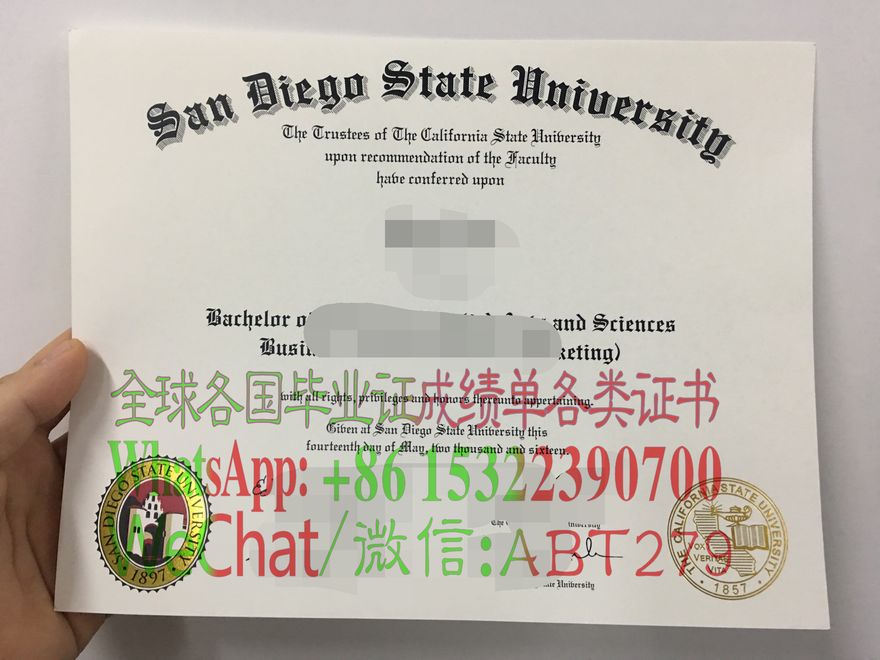 San Diego State University
The Trustees of The California State University
upon recommendation of the Faculty
have conferred upon
Bachelor and Sciences
全球各国毕业证成绩单各类证书
with all rights, privileges and honors thereunto appertaining.
Given at San Diego State University this
fourteenth day of May, two thousand and sixteen.
WhatsApp: +86 15322390700
WeChat/微信:ABT279
SAN DIEGO STATE UNIVERSITY
1897
THE CALIFORNIA STATE UNIVERSITY
VOX
VERITAS
VITA
1857
University